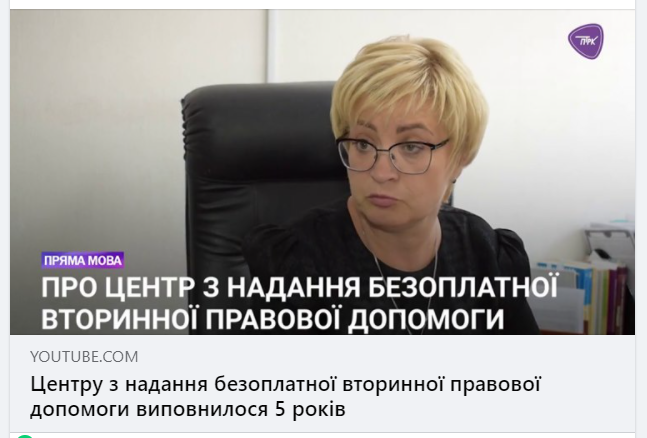 ПФК
ПРЯМА МОВА
ПРО ЦЕНТР З НАДАННЯ БЕЗОПЛАТНОЇ
ВТОРИННОЇ ПРАВОВОЇ ДОПОМОГИ
YOUTUBE.COM
Центру з надання безоплатної вторинної правової
допомоги виповнилося 5 років